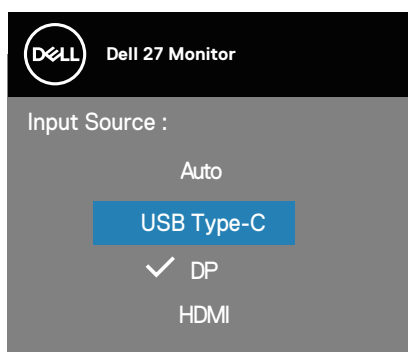 DELL Dell 27 Monitor
Input Source :
Auto
USB Type-C
DP
HDMI